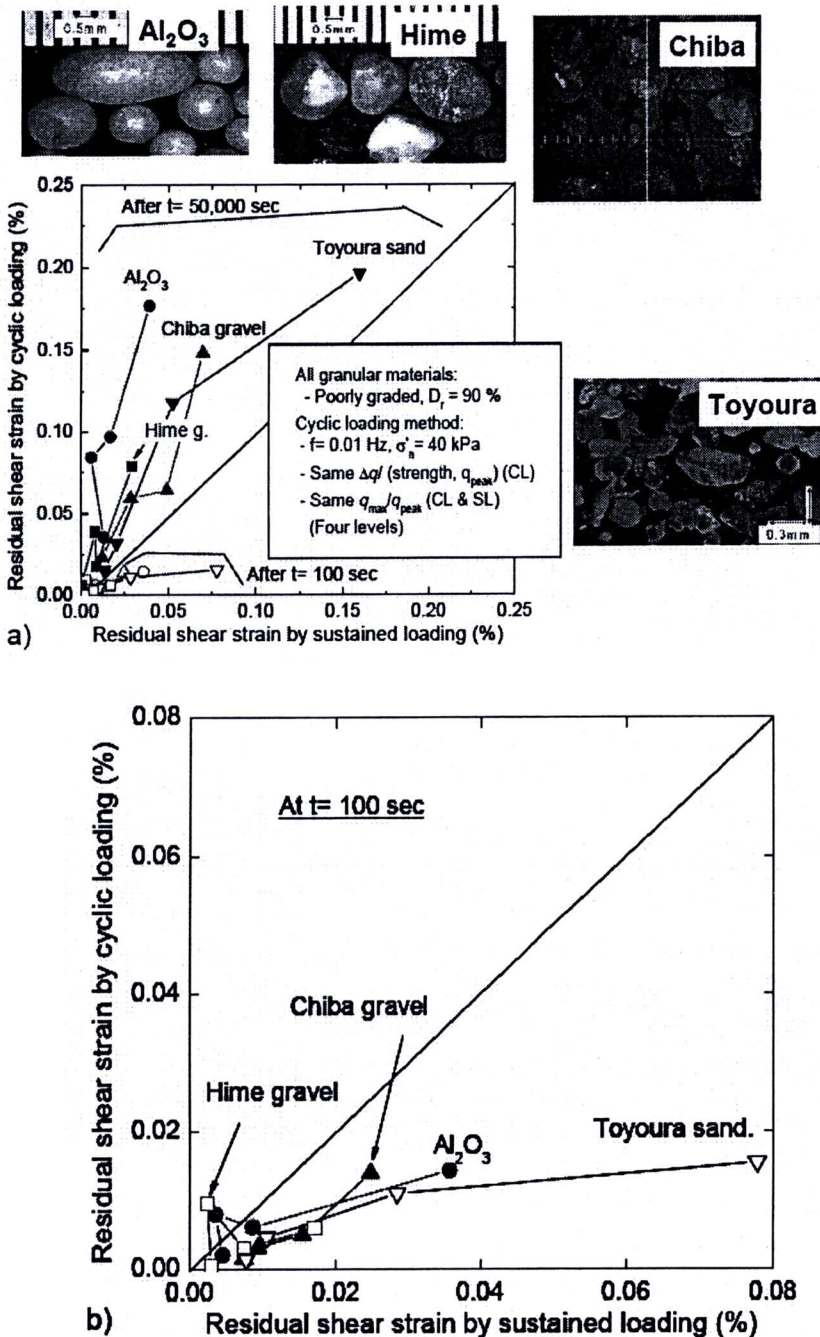 0.5mm
Al₂O₃
0.5mm
Hime
Chiba
Residual shear strain by cyclic loading (%)
0.25
0.20
0.15
0.10
0.05
0.00
After t= 50,000 sec
Toyoura sand
Al₂O₃
Chiba gravel
Hime g.
All granular materials:
- Poorly graded, Dᵣ = 90 %
Cyclic loading method:
- f= 0.01 Hz, σ'ₙ= 40 kPa
- Same Δq/ (strength, q_peak) (CL)
- Same q_max/q_peak (CL & SL)
(Four levels)
After t= 100 sec
0.00 0.05 0.10 0.15 0.20 0.25
Residual shear strain by sustained loading (%)
a)
Toyoura
0.3mm
Residual shear strain by cyclic loading (%)
0.08
0.06
0.04
0.02
0.00
At t= 100 sec
Chiba gravel
Hime gravel
Al₂O₃
Toyoura sand.
0.00 0.02 0.04 0.06 0.08
Residual shear strain by sustained loading (%)
b)